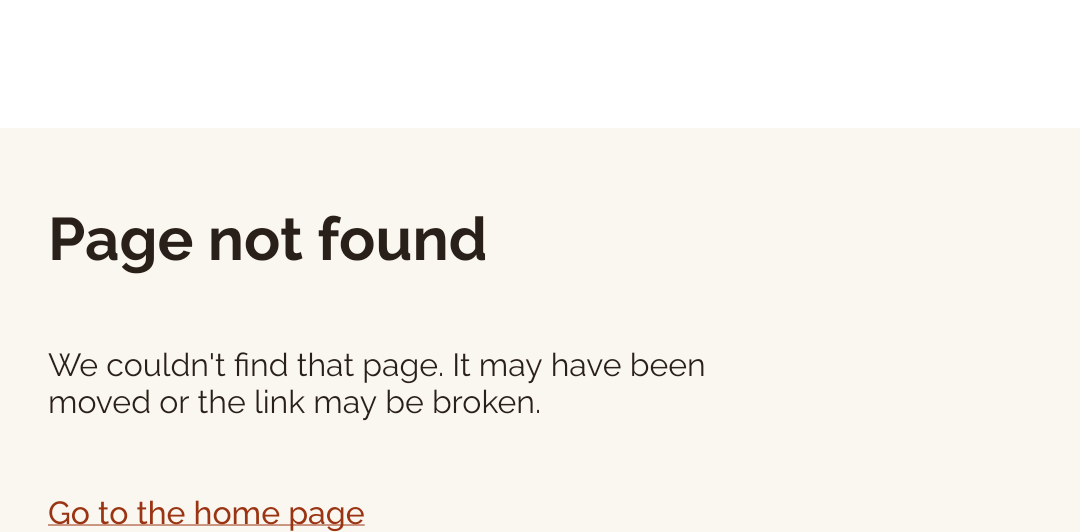 Page not found
We couldn't find that page. It may have been
moved or the link may be broken.
Go to the home page